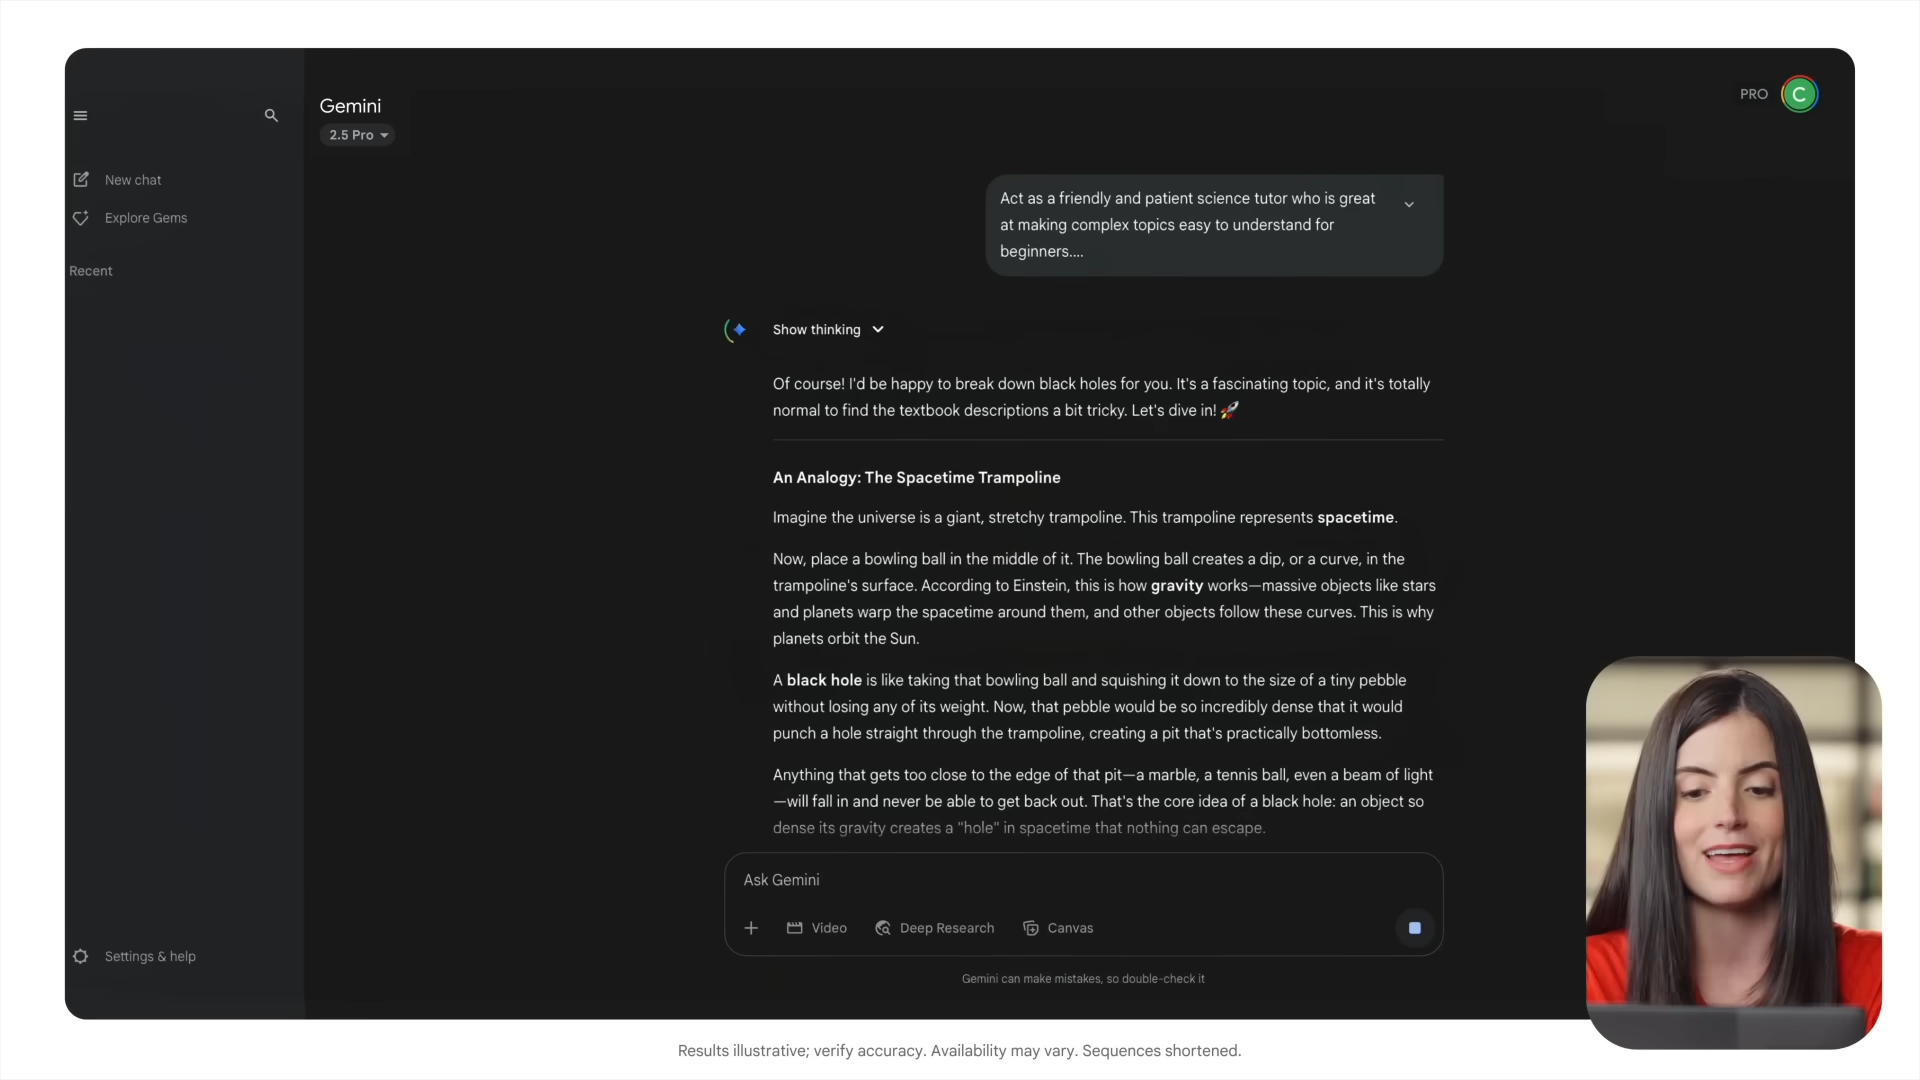 Gemini
2.5 Pro
PRO
C
New chat
Explore Gems
Recent
Settings & help
Act as a friendly and patient science tutor who is great
at making complex topics easy to understand for
beginners....
Show thinking
Of course! I'd be happy to break down black holes for you. It's a fascinating topic, and it's totally
normal to find the textbook descriptions a bit tricky. Let's dive in! 🚀
An Analogy: The Spacetime Trampoline
Imagine the universe is a giant, stretchy trampoline. This trampoline represents spacetime.
Now, place a bowling ball in the middle of it. The bowling ball creates a dip, or a curve, in the
trampoline's surface. According to Einstein, this is how gravity works—massive objects like stars
and planets warp the spacetime around them, and other objects follow these curves. This is why
planets orbit the Sun.
A black hole is like taking that bowling ball and squishing it down to the size of a tiny pebble
without losing any of its weight. Now, that pebble would be so incredibly dense that it would
punch a hole straight through the trampoline, creating a pit that's practically bottomless.
Anything that gets too close to the edge of that pit—a marble, a tennis ball, even a beam of light
—will fall in and never be able to get back out. That's the core idea of a black hole: an object so
dense its gravity creates a "hole" in spacetime that nothing can escape.
Ask Gemini
Video
Deep Research
Canvas
Gemini can make mistakes, so double-check it
Results illustrative; verify accuracy. Availability may vary. Sequences shortened.